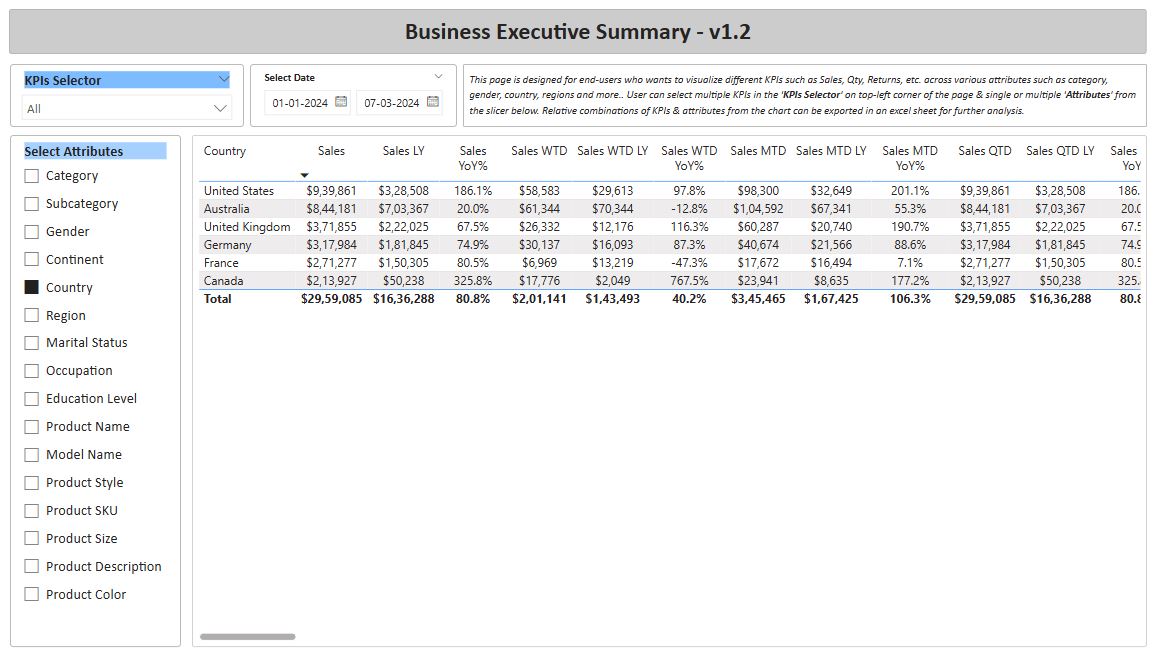 Business Executive Summary - v1.2
KPIs Selector
All
Select Date
01-01-2024 07-03-2024
This page is designed for end-users who wants to visualize different KPIs such as Sales, Qty, Returns, etc. across various attributes such as category,
gender, country, regions and more.. User can select multiple KPIs in the 'KPIs Selector' on top-left corner of the page & single or multiple 'Attributes' from
the slicer below. Relative combinations of KPIs & attributes from the chart can be exported in an excel sheet for further analysis.
Select Attributes
Category
Subcategory
Gender
Continent
Country
Region
Marital Status
Occupation
Education Level
Product Name
Model Name
Product Style
Product SKU
Product Size
Product Description
Product Color
Country Sales Sales LY Sales YoY% Sales WTD Sales WTD LY Sales WTD YoY% Sales MTD Sales MTD LY Sales MTD YoY% Sales QTD Sales QTD LY Sales YoY
United States $9,39,861 $3,28,508 186.1% $58,583 $29,613 97.8% $98,300 $32,649 201.1% $9,39,861 $3,28,508 186.
Australia $8,44,181 $7,03,367 20.0% $61,344 $70,344 -12.8% $1,04,592 $67,341 55.3% $8,44,181 $7,03,367 20.0
United Kingdom $3,71,855 $2,22,025 67.5% $26,332 $12,176 116.3% $60,287 $20,740 190.7% $3,71,855 $2,22,025 67.5
Germany $3,17,984 $1,81,845 74.9% $30,137 $16,093 87.3% $40,674 $21,566 88.6% $3,17,984 $1,81,845 74.9
France $2,71,277 $1,50,305 80.5% $6,969 $13,219 -47.3% $17,672 $16,494 7.1% $2,71,277 $1,50,305 80.5
Canada $2,13,927 $50,238 325.8% $17,776 $2,049 767.5% $23,941 $8,635 177.2% $2,13,927 $50,238 325.
Total $29,59,085 $16,36,288 80.8% $2,01,141 $1,43,493 40.2% $3,45,465 $1,67,425 106.3% $29,59,085 $16,36,288 80.8